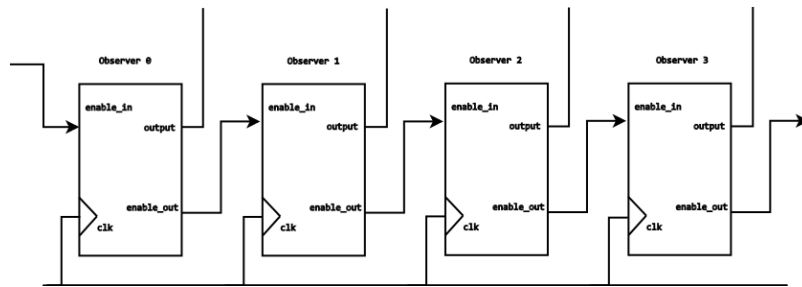 Observer 0
enable_in
output
enable_out
clk
Observer 1
enable_in
output
enable_out
clk
Observer 2
enable_in
output
enable_out
clk
Observer 3
enable_in
output
enable_out
clk